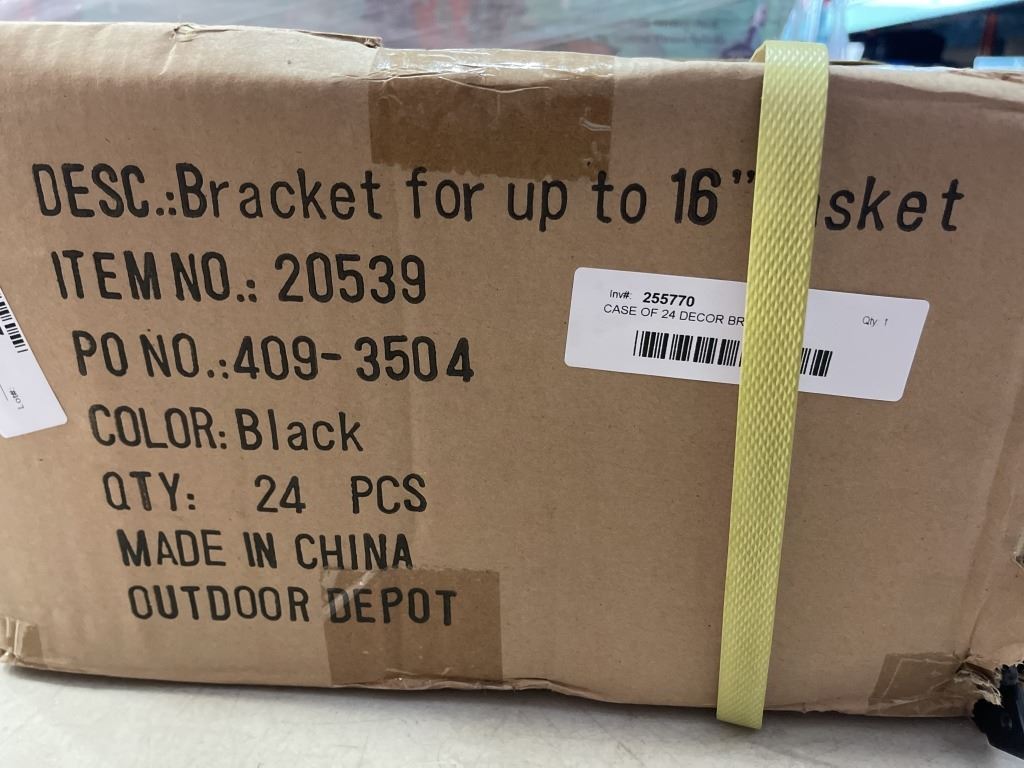 DESC.:Bracket for up to 16"
ITEM NO.: 20539
PO NO.:409-3504
COLOR: Black
QTY: 24 PCS
MADE IN CHINA
OUTDOOR DEPOT
Inv#: 255770
CASE OF 24 DECOR Qty: 1
Lot#: